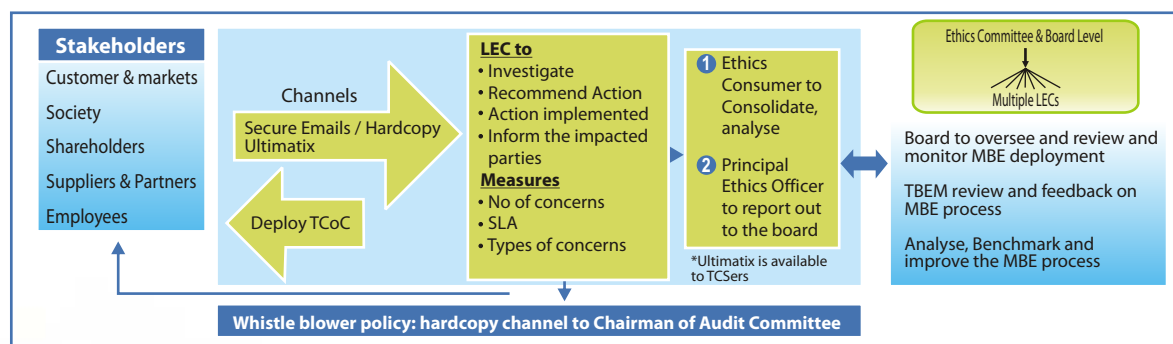 Stakeholders
Customer & markets
Society
Shareholders
Suppliers & Partners
Employees
Channels
Secure Emails / Hardcopy
Ultimatix
Deploy TCoC
LEC to
• Investigate
• Recommend Action
• Action implemented
• Inform the impacted
parties
Measures
• No of concerns
• SLA
• Types of concerns
1 Ethics
Consumer to
Consolidate,
analyse
2 Principal
Ethics Officer
to report out
to the board
*Ultimatix is available
to TCSers
Ethics Committee & Board Level
Multiple LECs
Board to oversee and review and
monitor MBE deployment
TBEM review and feedback on
MBE process
Analyse, Benchmark and
improve the MBE process
Whistle blower policy: hardcopy channel to Chairman of Audit Committee